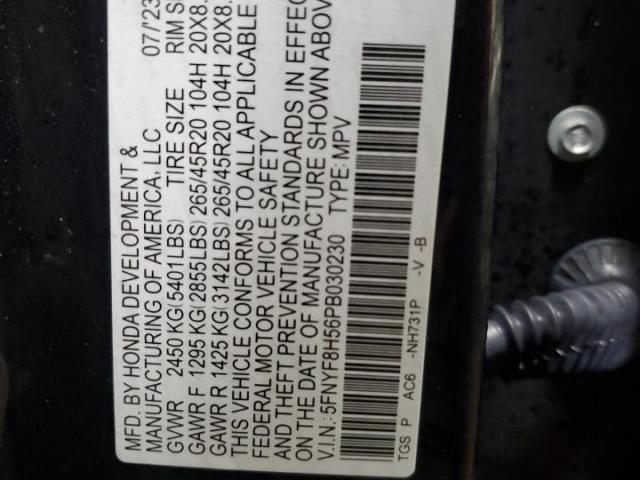 MFD. BY HONDA DEVELOPMENT & 07/'23
MANUFACTURING OF AMERICA, LLC
GVWR 2450 KG(5401LBS) TIRE SIZE RIM S
GAWR F 1295 KG(2855LBS) 265/45R20 104H 20X8.
GAWR R 1425 KG(3142LBS) 265/45R20 104H 20X8.
THIS VEHICLE CONFORMS TO ALL APPLICABLE
FEDERAL MOTOR VEHICLE SAFETY
AND THEFT PREVENTION STANDARDS IN EFFEC
ON THE DATE OF MANUFACTURE SHOWN ABOV
V.I.N.: 5FNYF8H56PB030230 TYPE: MPV
TGS P AC6 -NH731P -V -B